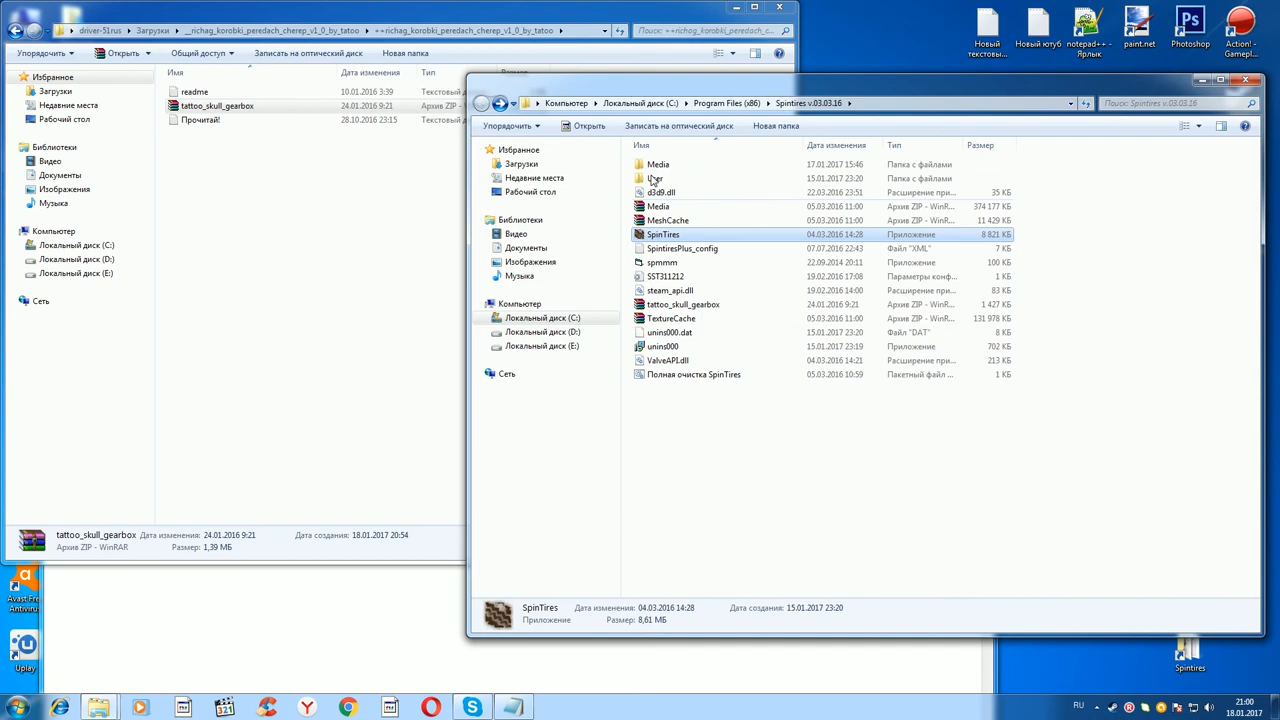 driver-51rus ▸ Загрузки ▸ __richag_korobki_peredach_cherep_v1_0_by_tatoo ▸ ++richag_korobki_peredach_cherep_v1_0_by_tatoo ▸
Поиск: ++richag_korobki_peredach_c...
Упорядочить Открыть Общий доступ Записать на оптический диск Новая папка
Избранное
Загрузки
Недавние места
Рабочий стол
Библиотеки
Видео
Документы
Изображения
Музыка
Компьютер
Локальный диск (C:)
Локальный диск (D:)
Локальный диск (E:)
Сеть
Имя Дата изменения Тип
readme 10.01.2016 3:39 Текстовый д
tattoo_skull_gearbox 24.01.2016 9:21 Архив ZIP -
Прочитай! 28.10.2016 23:15 Текстовый д
tattoo_skull_gearbox Дата изменения: 24.01.2016 9:21 Дата создания: 18.01.2017 20:54
Архив ZIP - WinRAR Размер: 1,39 МБ
Компьютер ▸ Локальный диск (C:) ▸ Program Files (x86) ▸ Spintires v.03.03.16 ▸
Поиск: Spintires v.03.03.16
Упорядочить Открыть Записать на оптический диск Новая папка
Избранное
Загрузки
Недавние места
Рабочий стол
Библиотеки
Видео
Документы
Изображения
Музыка
Компьютер
Локальный диск (C:)
Локальный диск (D:)
Локальный диск (E:)
Сеть
Имя Дата изменения Тип Размер
Media 17.01.2017 15:46 Папка с файлами
User 15.01.2017 23:20 Папка с файлами
d3d9.dll 22.03.2016 23:51 Расширение при... 35 КБ
Media 05.03.2016 11:00 Архив ZIP - WinR... 374 177 КБ
MeshCache 05.03.2016 11:00 Архив ZIP - WinR... 11 429 КБ
SpinTires 04.03.2016 14:28 Приложение 8 821 КБ
SpintiresPlus_config 07.07.2016 22:43 Файл "XML" 7 КБ
spmmm 22.09.2014 20:11 Приложение 100 КБ
SST311212 19.02.2016 17:08 Параметры конф... 1 КБ
steam_api.dll 19.02.2016 14:00 Расширение при... 83 КБ
tattoo_skull_gearbox 24.01.2016 9:21 Архив ZIP - WinR... 1 427 КБ
TextureCache 05.03.2016 11:00 Архив ZIP - WinR... 131 978 КБ
unins000.dat 15.01.2017 23:20 Файл "DAT" 8 КБ
unins000 15.01.2017 23:19 Приложение 702 КБ
ValveAPI.dll 04.03.2016 14:21 Расширение при... 213 КБ
Полная очистка SpinTires 05.03.2016 10:59 Пакетный файл ... 1 КБ
SpinTires Дата изменения: 04.03.2016 14:28 Дата создания: 15.01.2017 23:20
Приложение Размер: 8,61 МБ
Новый текстовы...
Новый ютуб
notepad++ - Ярлык
paint.net
Photoshop
Action! - Gamepl...
Avast Fre Antivirus
Uplay
Spintires
RU
21:00
18.01.2017